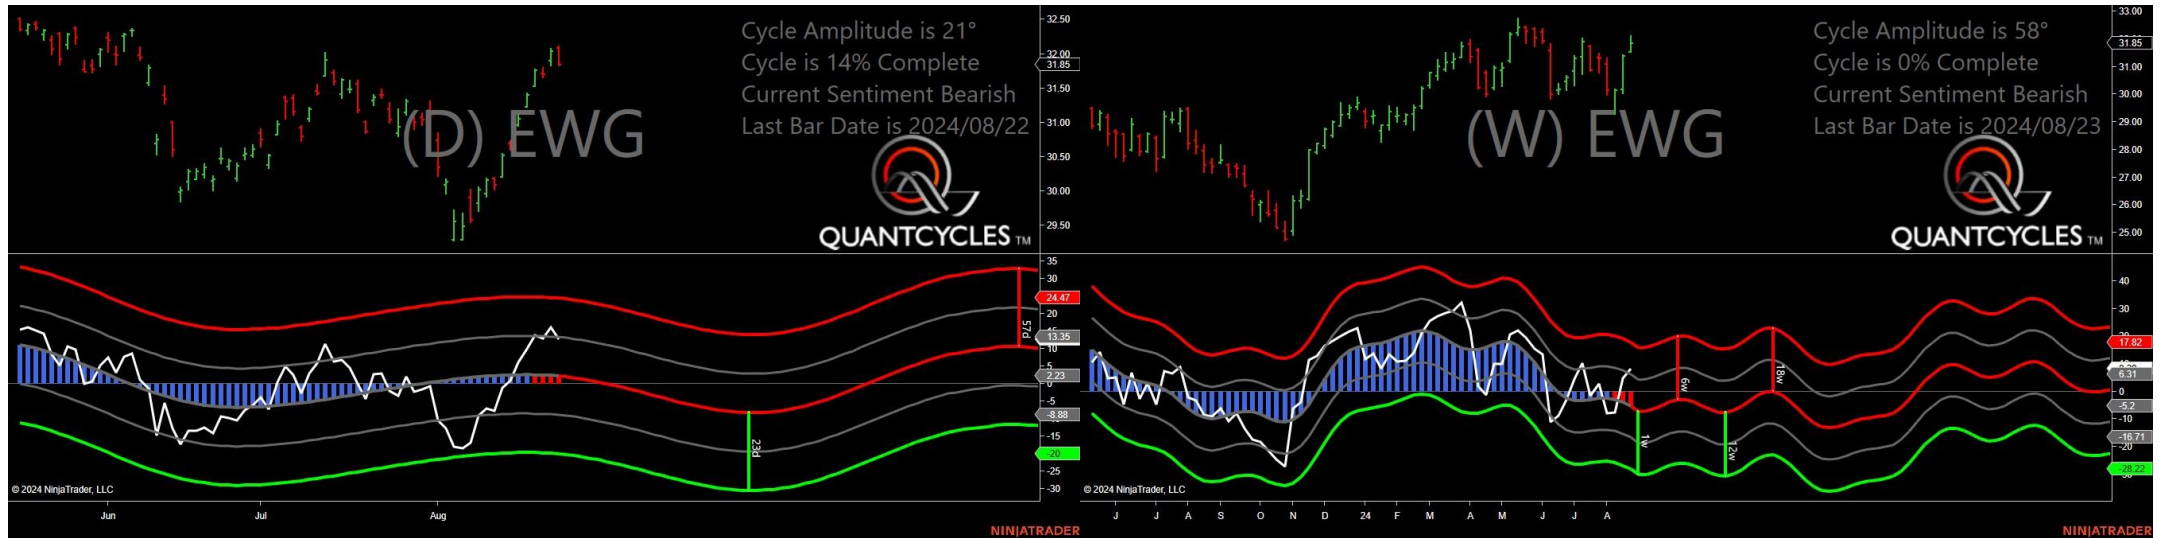 Cycle Amplitude is 21°
Cycle is 14% Complete
Current Sentiment Bearish
Last Bar Date is 2024/08/22
(D) EWG
QUANTCYCLES TM
32.50
32.00
31.85
31.50
31.00
30.50
30.00
29.50
35
30
24.47
20
13.35
10
5
2.23
0
-5
-8.88
-15
-20
-25
-30
57d
23d
© 2024 NinjaTrader, LLC
Jun
Jul
Aug
NINJATRADER
Cycle Amplitude is 58°
Cycle is 0% Complete
Current Sentiment Bearish
Last Bar Date is 2024/08/23
(W) EWG
QUANTCYCLES TM
33.00
31.85
31.00
30.00
29.00
28.00
27.00
26.00
25.00
40
30
20
17.82
6.31
0
-5.2
-10
-16.71
-20
-28.22
6w
18w
1w
12w
© 2024 NinjaTrader, LLC
J
J
A
S
O
N
D
24
F
M
A
M
J
J
A
NINJATRADER